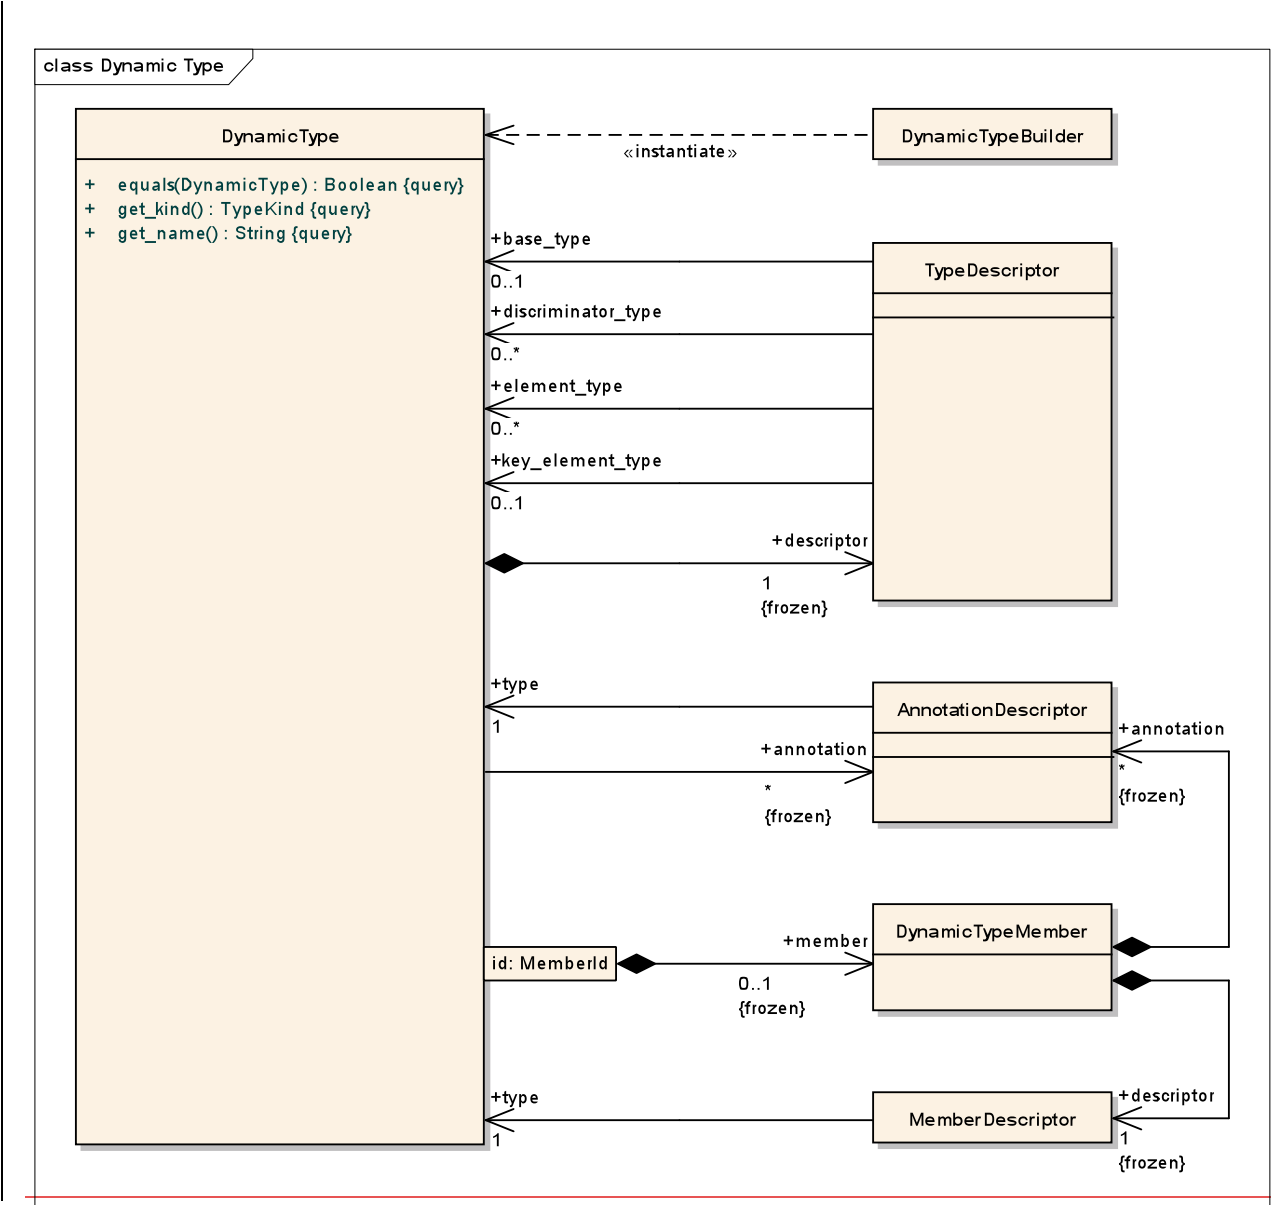 class Dynamic Type
DynamicType
+ equals(DynamicType) : Boolean {query}
+ get_kind() : TypeKind {query}
+ get_name() : String {query}
«instantiate»
DynamicTypeBuilder
+base_type
0..1
+discriminator_type
0..*
+element_type
0..*
+key_element_type
0..1
+descriptor
1
{frozen}
TypeDescriptor
+type
1
+annotation
*
{frozen}
AnnotationDescriptor
+annotation
*
{frozen}
id: MemberId
+member
0..1
{frozen}
DynamicTypeMember
+type
1
MemberDescriptor
+descriptor
1
{frozen}